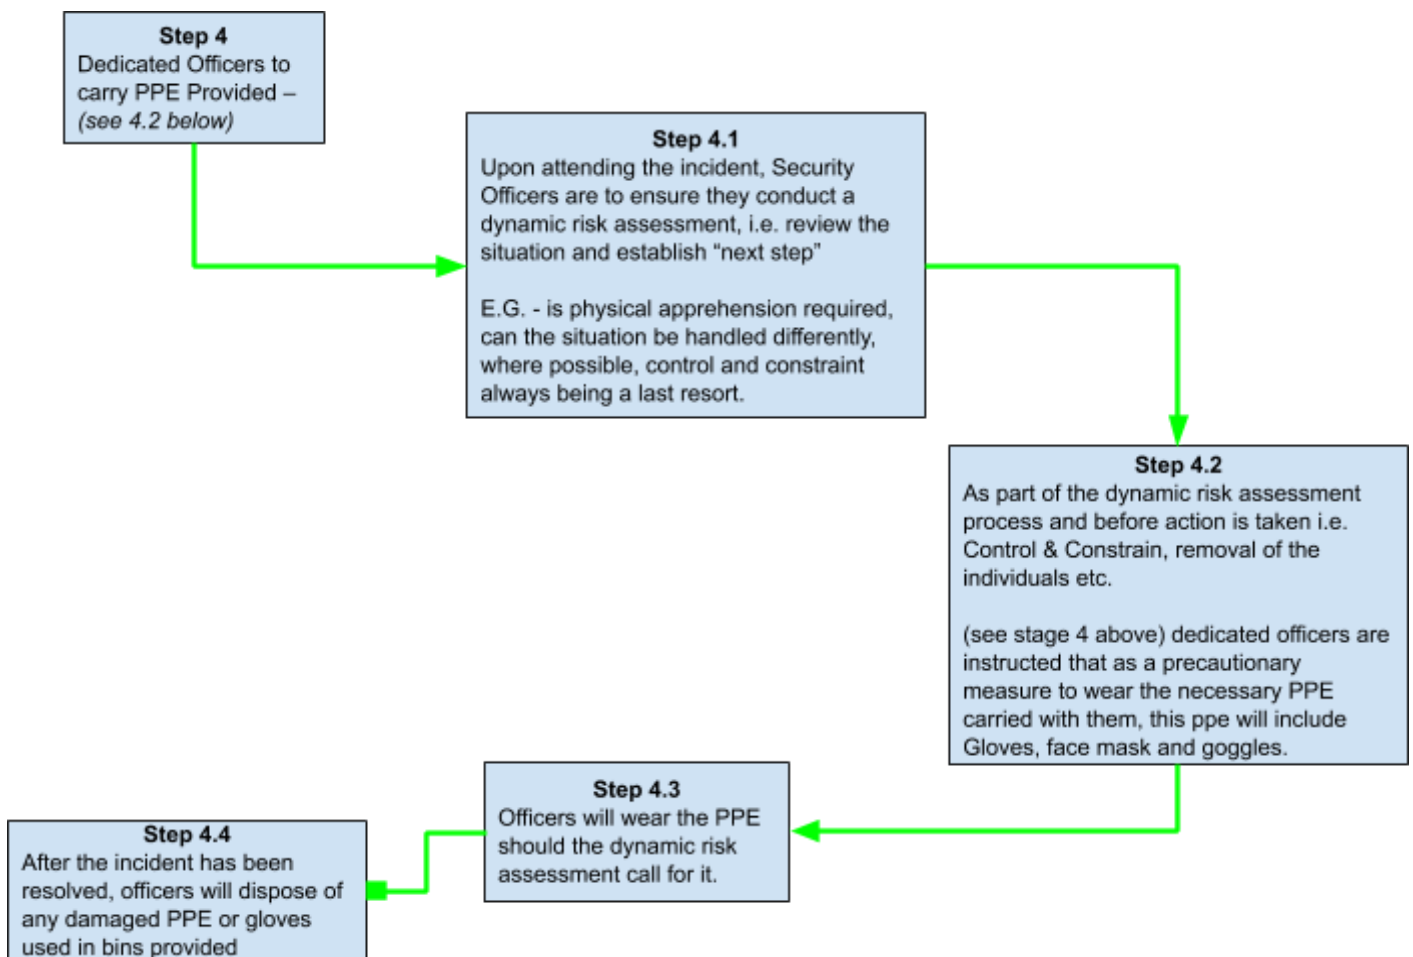 Step 4
Dedicated Officers to
carry PPE Provided –
(see 4.2 below)
Step 4.1
Upon attending the incident, Security
Officers are to ensure they conduct a
dynamic risk assessment, i.e. review the
situation and establish “next step”
E.G. - is physical apprehension required,
can the situation be handled differently,
where possible, control and constraint
always being a last resort.
Step 4.2
As part of the dynamic risk assessment
process and before action is taken i.e.
Control & Constrain, removal of the
individuals etc.
(see stage 4 above) dedicated officers are
instructed that as a precautionary
measure to wear the necessary PPE
carried with them, this ppe will include
Gloves, face mask and goggles.
Step 4.3
Officers will wear the PPE
should the dynamic risk
assessment call for it.
Step 4.4
After the incident has been
resolved, officers will dispose of
any damaged PPE or gloves
used in bins provided